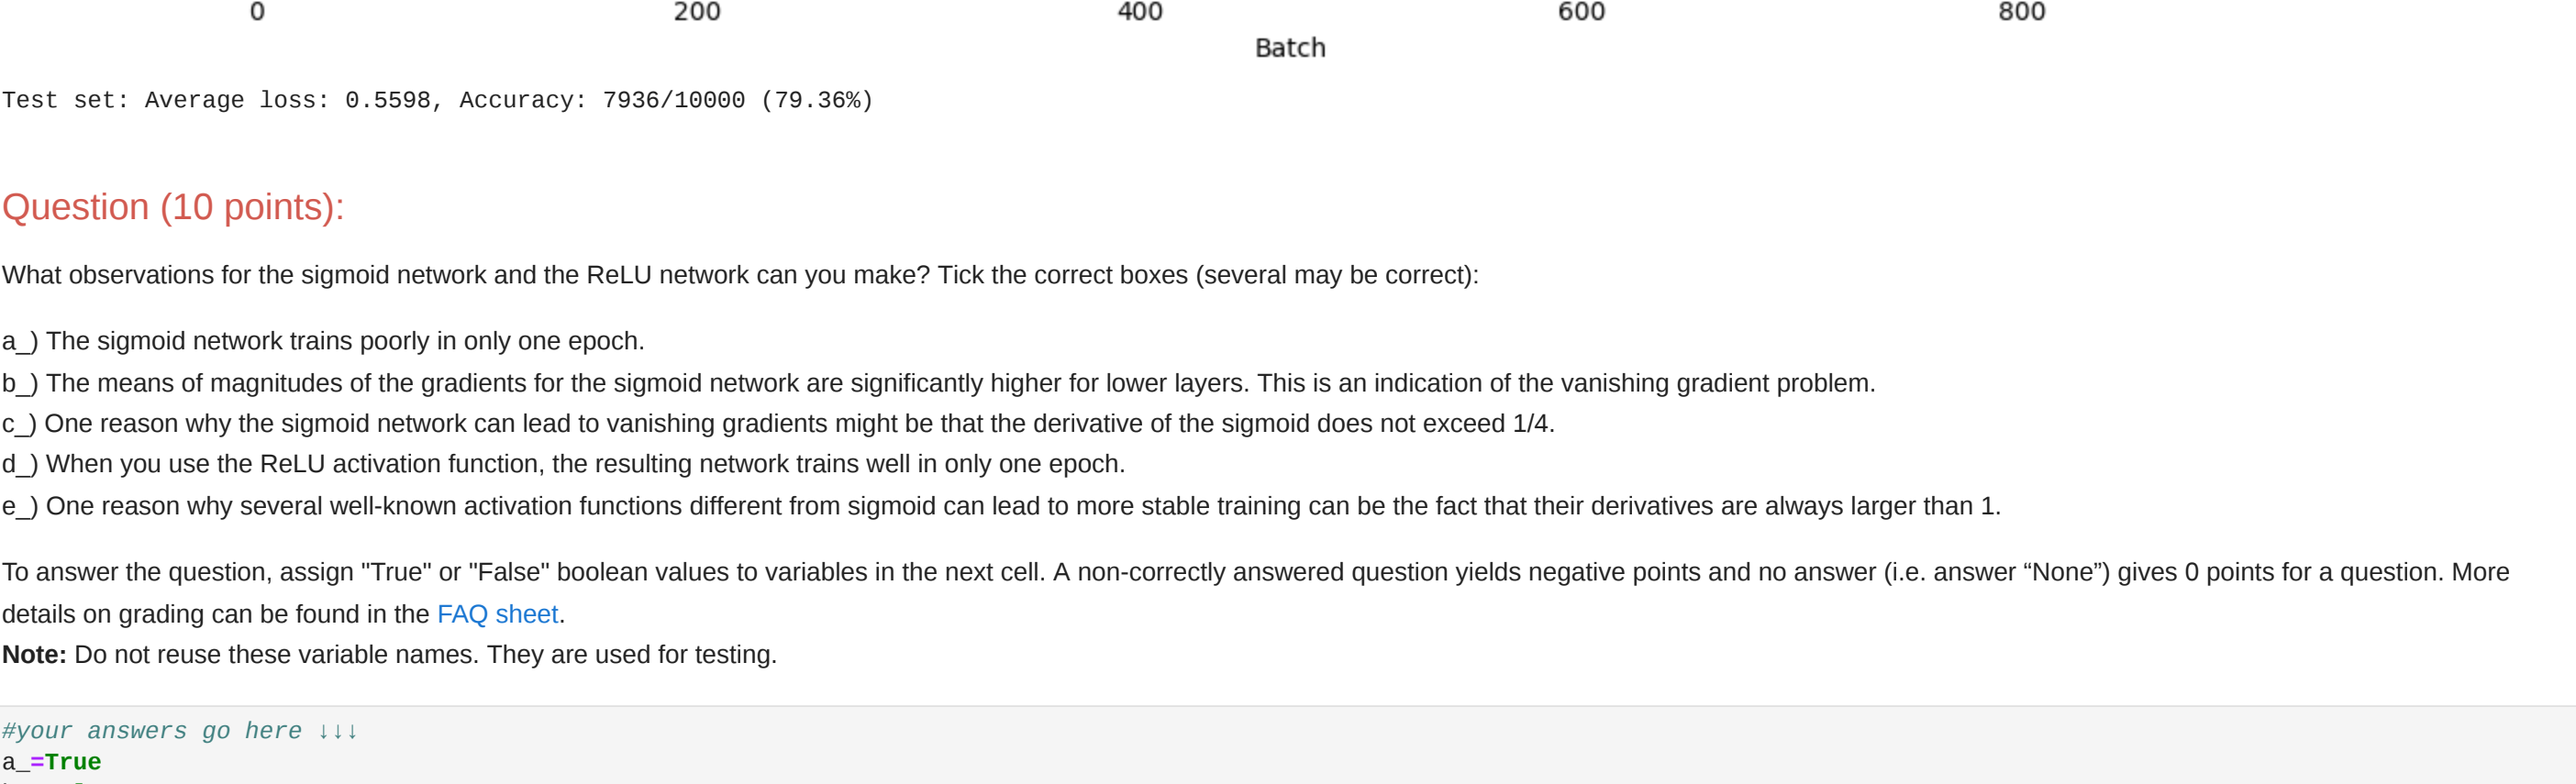 0 200 400 600 800
Batch
Test set: Average loss: 0.5598, Accuracy: 7936/10000 (79.36%)
Question (10 points):
What observations for the sigmoid network and the ReLU network can you make? Tick the correct boxes (several may be correct):
a_) The sigmoid network trains poorly in only one epoch.
b_) The means of magnitudes of the gradients for the sigmoid network are significantly higher for lower layers. This is an indication of the vanishing gradient problem.
c_) One reason why the sigmoid network can lead to vanishing gradients might be that the derivative of the sigmoid does not exceed 1/4.
d_) When you use the ReLU activation function, the resulting network trains well in only one epoch.
e_) One reason why several well-known activation functions different from sigmoid can lead to more stable training can be the fact that their derivatives are always larger than 1.
To answer the question, assign "True" or "False" boolean values to variables in the next cell. A non-correctly answered question yields negative points and no answer (i.e. answer “None”) gives 0 points for a question. More
details on grading can be found in the FAQ sheet.
Note: Do not reuse these variable names. They are used for testing.
#your answers go here ↓↓↓
a_=True